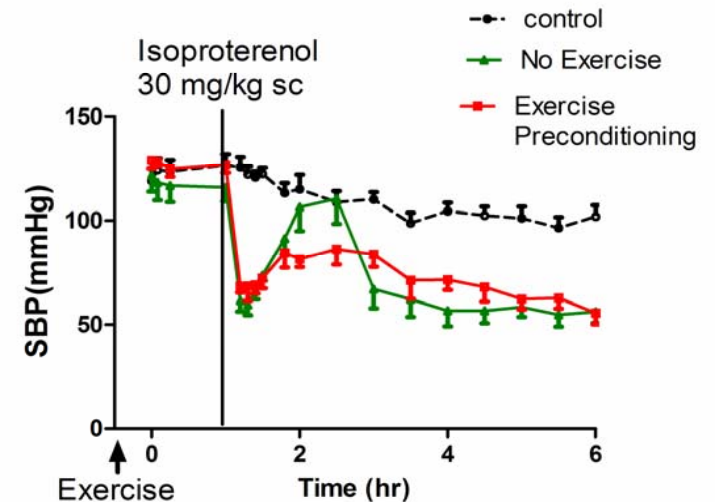 control
No Exercise
Exercise
Preconditioning
Isoproterenol
30 mg/kg sc
150
100
50
0
SBP(mmHg)
0
2
4
6
Time (hr)
Exercise